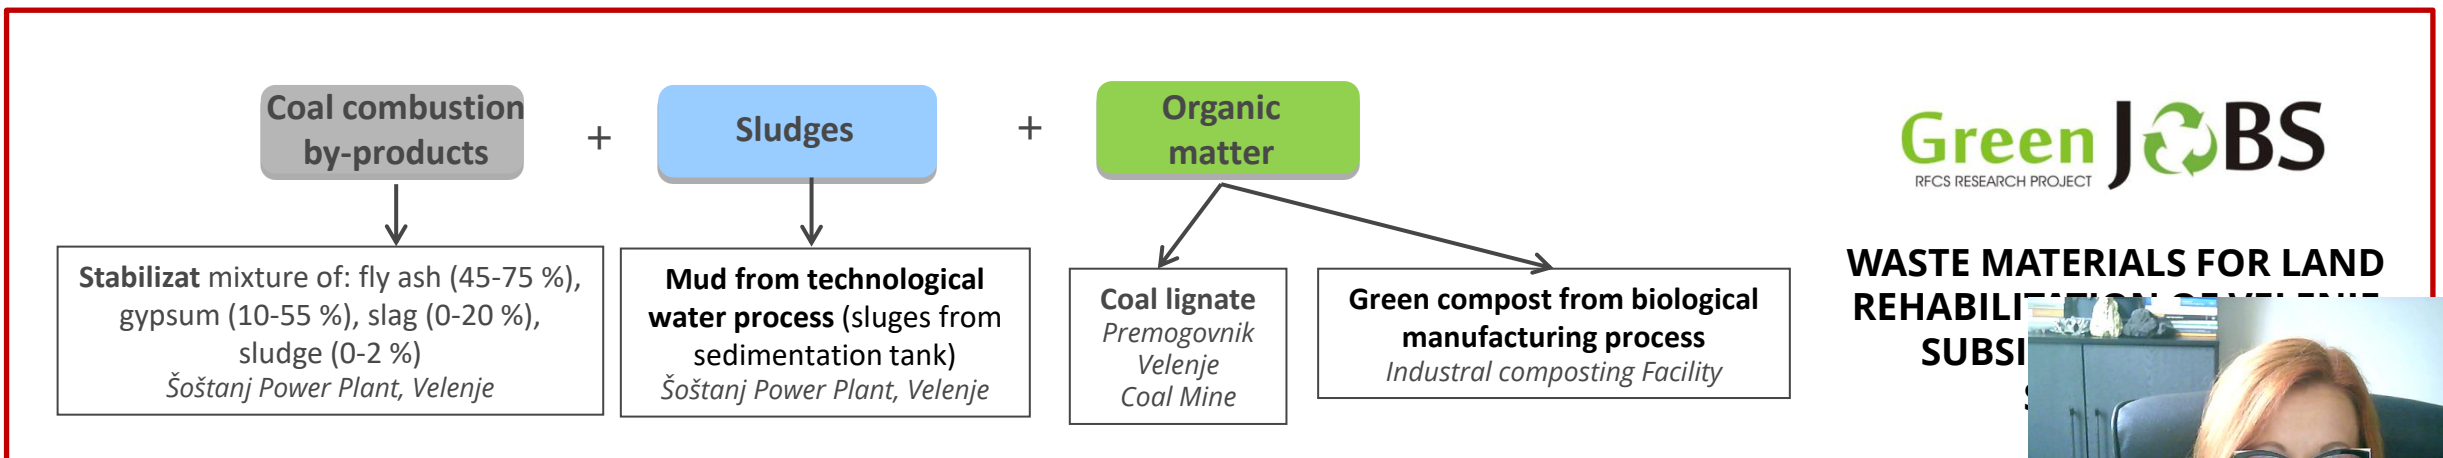 Coal combustion
by-products
+
Sludges
+
Organic
matter
Stabilizat mixture of: fly ash (45-75 %),
gypsum (10-55 %), slag (0-20 %),
sludge (0-2 %)
Šoštanj Power Plant, Velenje
Mud from technological
water process (sluges from
sedimentation tank)
Šoštanj Power Plant, Velenje
Coal lignate
Premogovnik
Velenje
Coal Mine
Green compost from biological
manufacturing process
Industral composting Facility
Green JOBS
RFCS RESEARCH PROJECT
WASTE MATERIALS FOR LAND